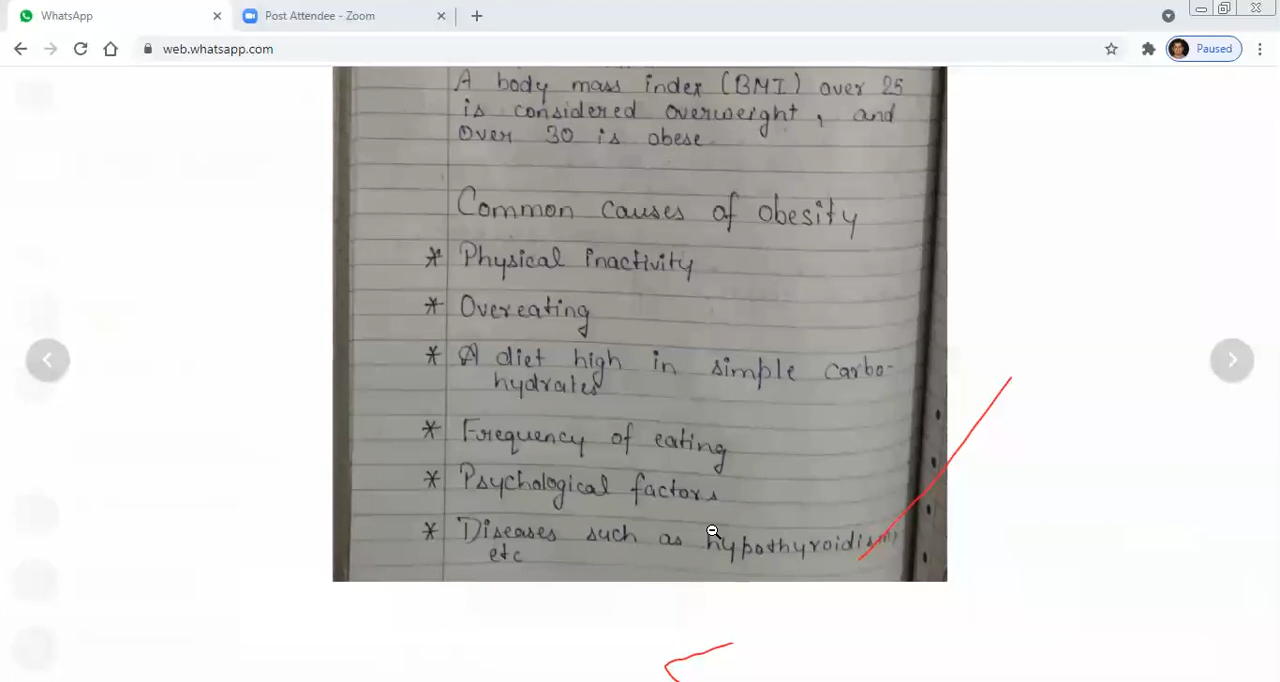 WhatsApp
Post Attendee - Zoom
web.whatsapp.com
Paused
A body mass index (BMI) over 25
is considered overweight, and
Over 30 is obese
Common causes of obesity
* Physical inactivity
* Overeating
* A diet high in simple carbo-
hydrates
* Frequency of eating
* Psychological factors
* Diseases such as hypothyroidism
etc